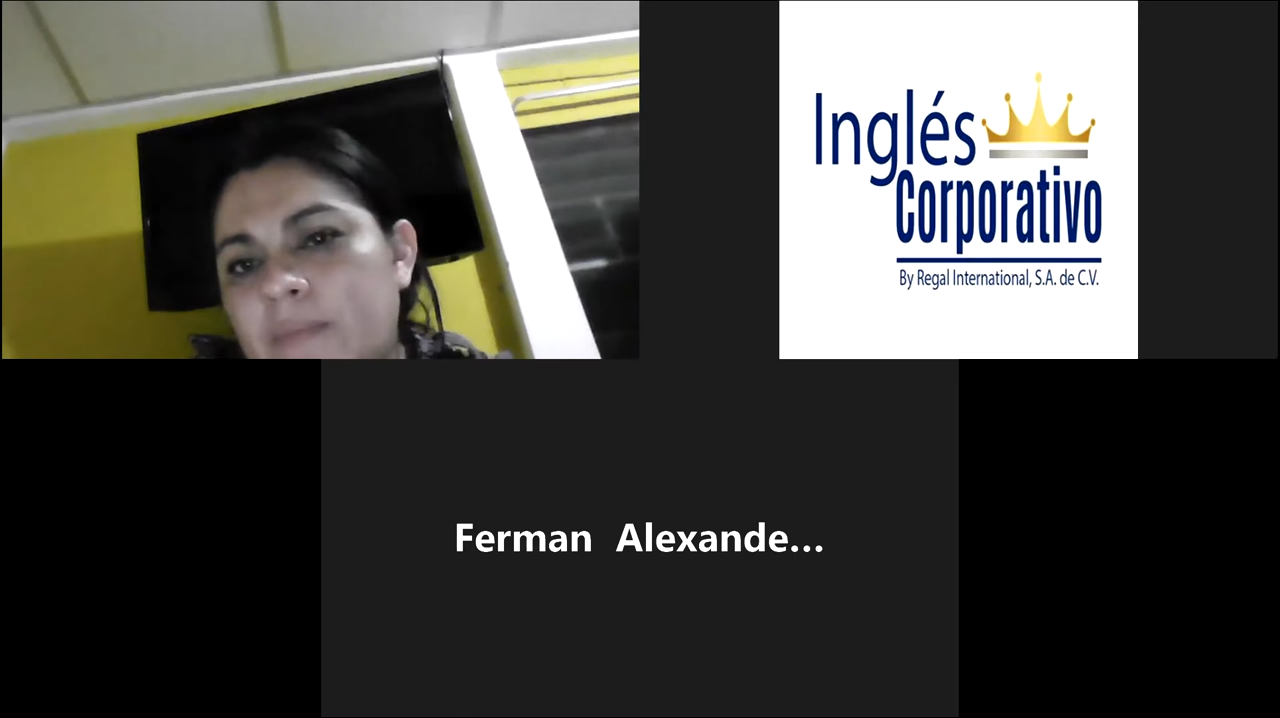 Inglés
Corporativo
By Regal International, S.A. de C.V.
Ferman Alexande...